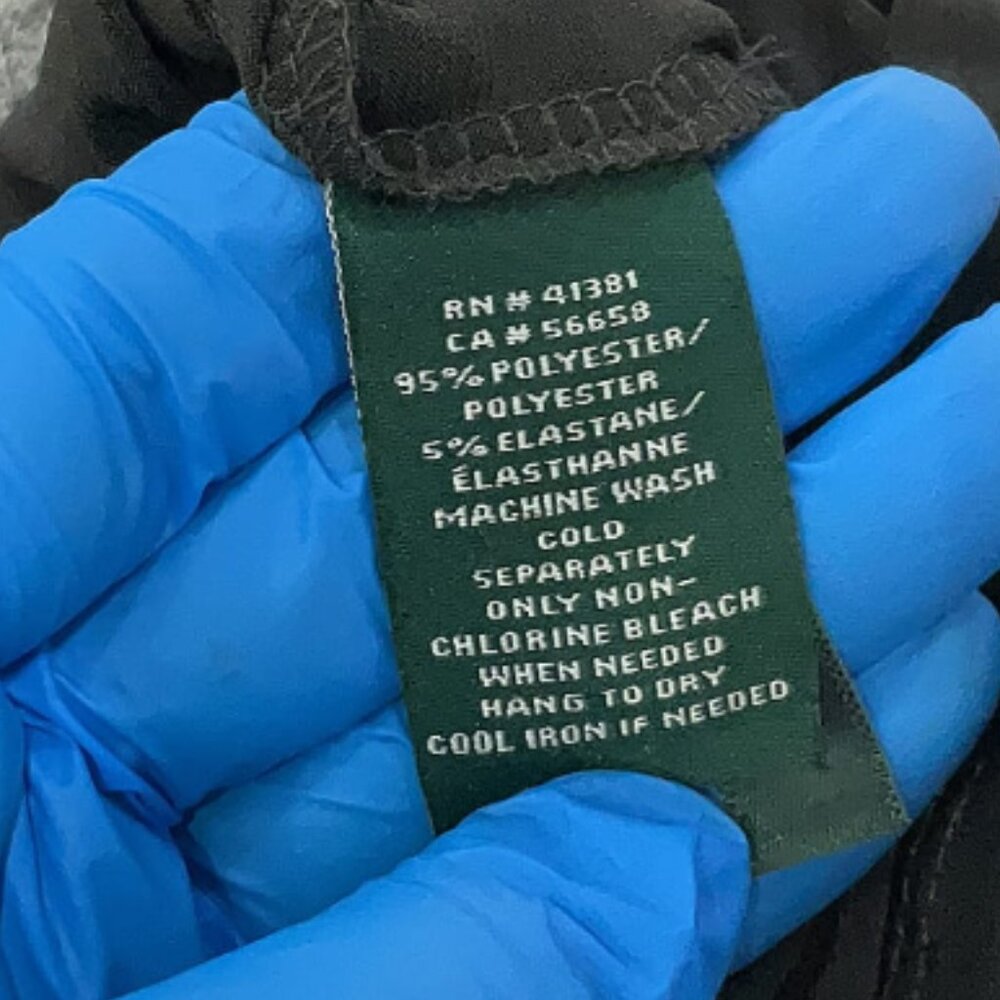 RN # 41381
CA # 56658
95% POLYESTER/
POLYESTER
5% ELASTANE/
ÉLASTHANNE
MACHINE WASH
COLD
SEPARATELY
ONLY NON-
CHLORINE BLEACH
WHEN NEEDED
HANG TO DRY
COOL IRON IF NEEDED